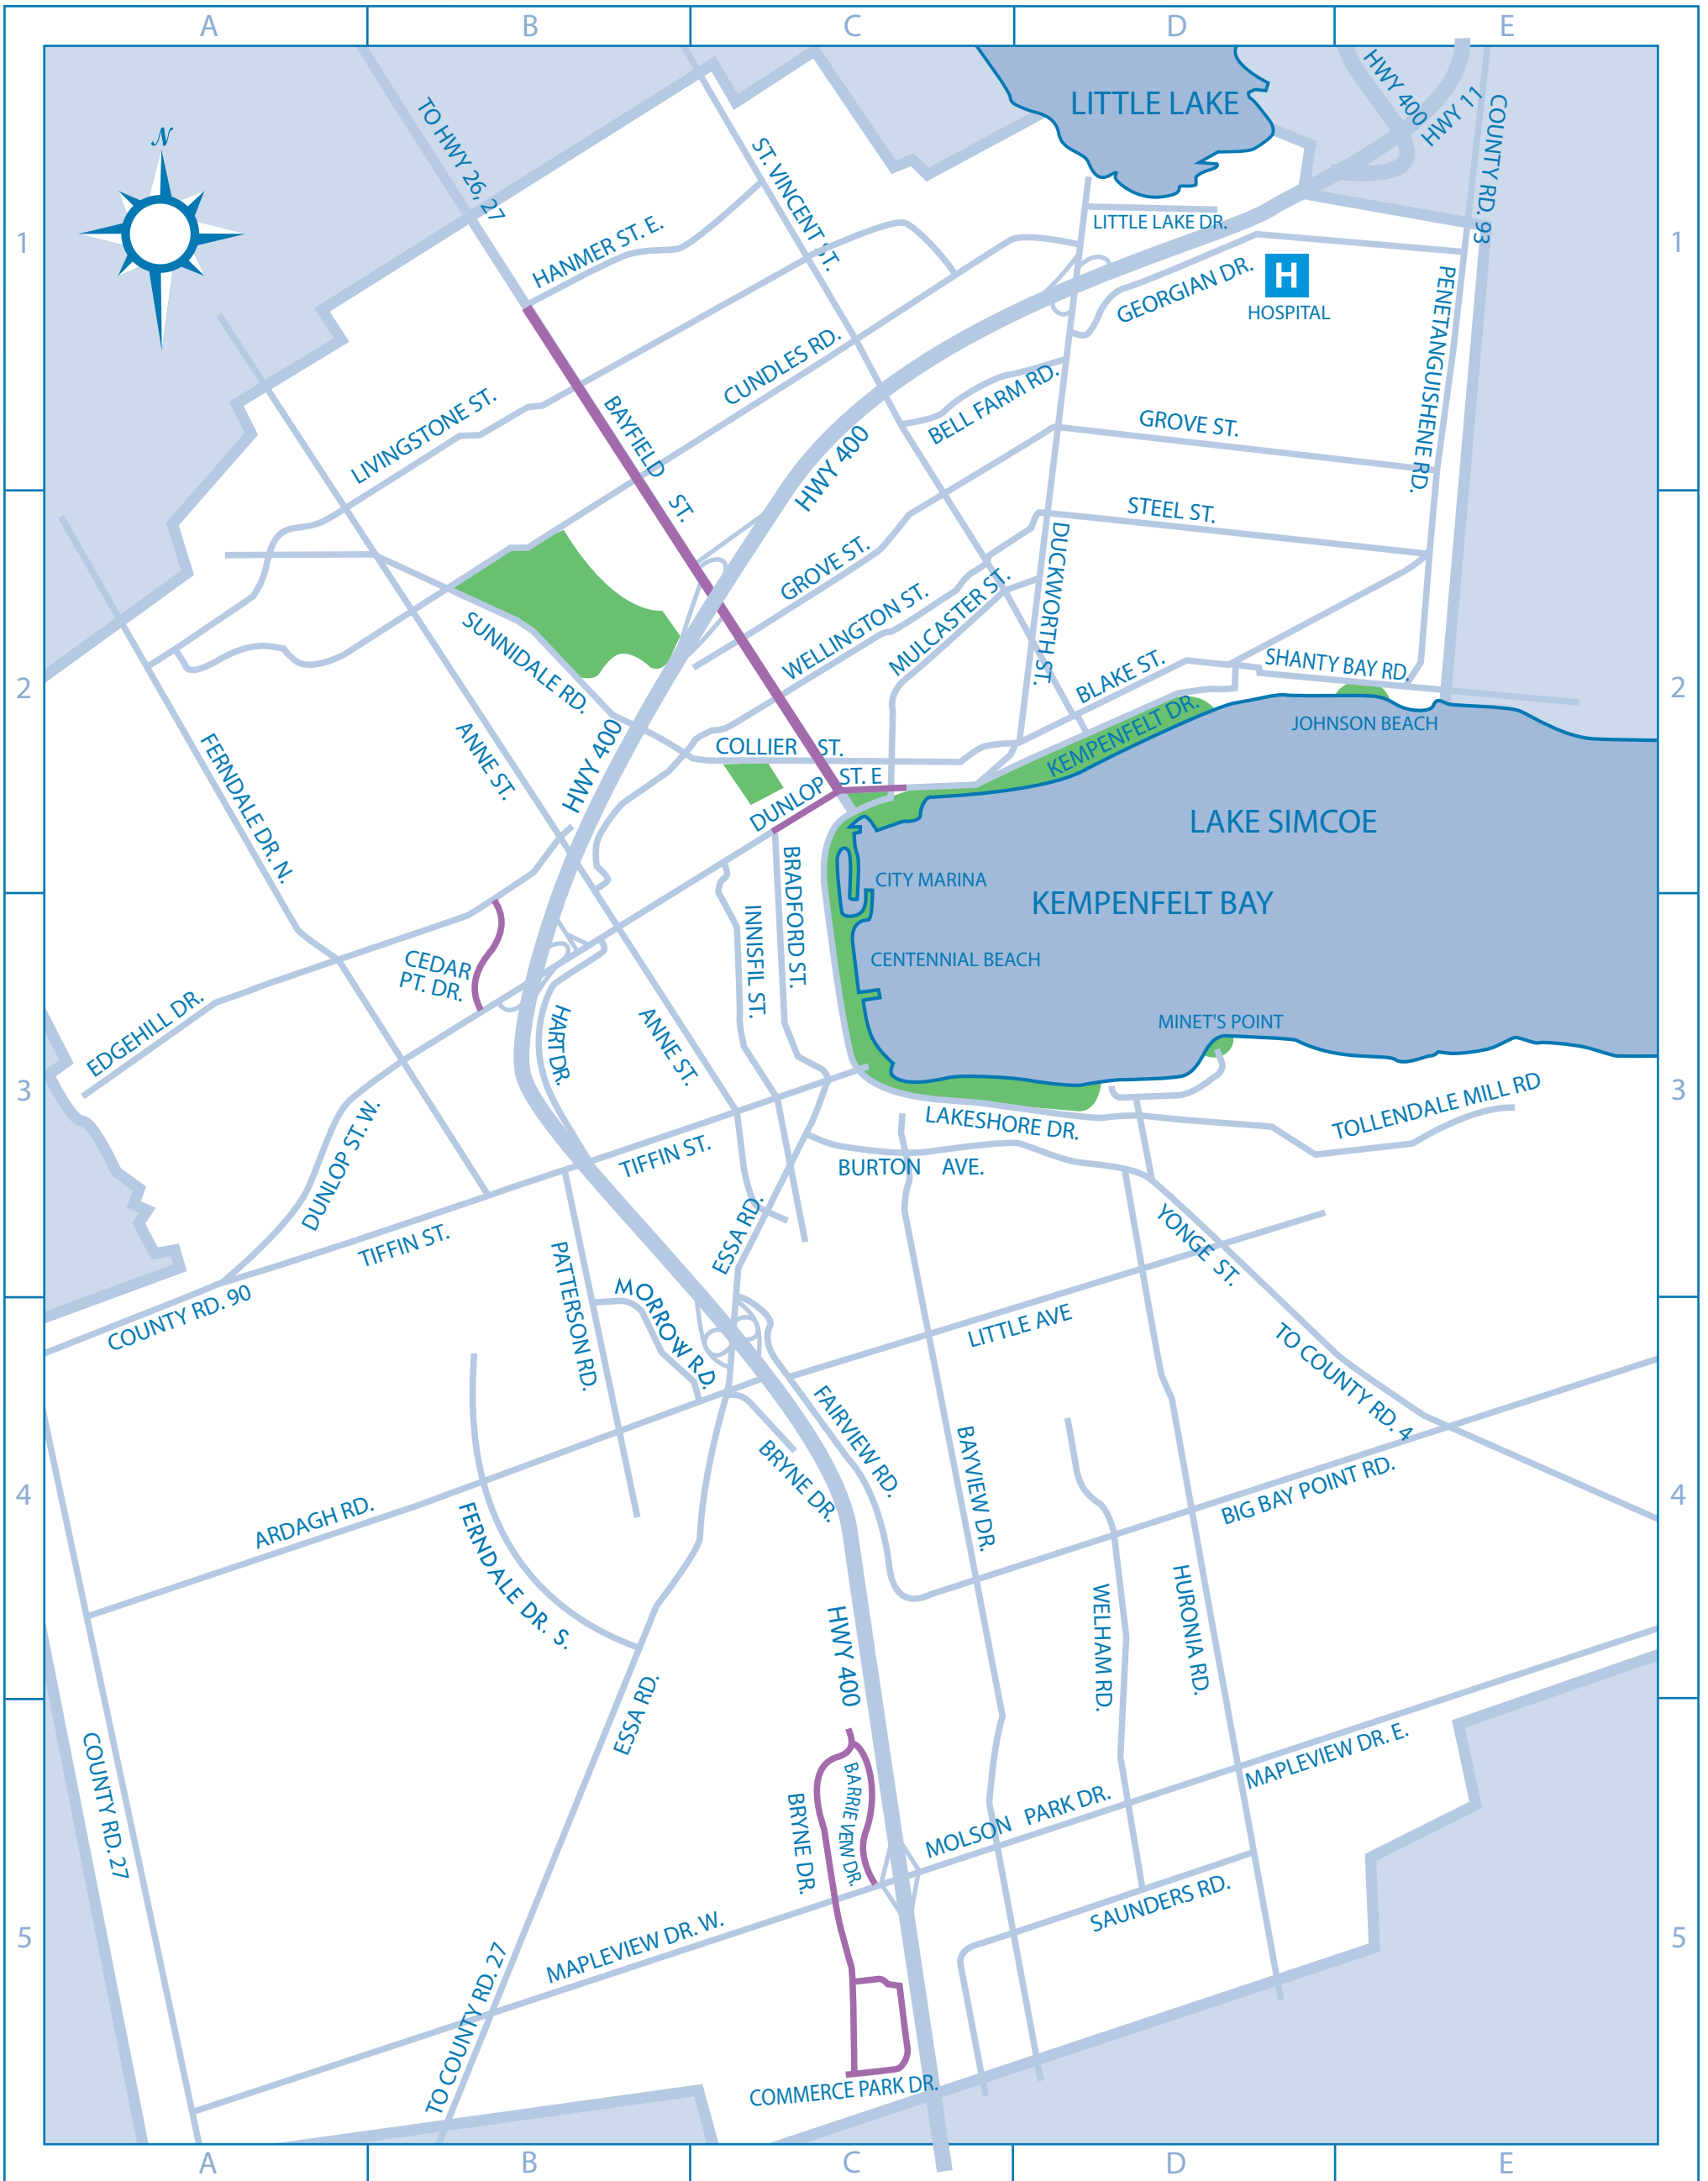 A B C D E
LITTLE LAKE
HWY 400
HWY 11
COUNTY RD. 93
TO HWY 26, 27
ST. VINCENT ST.
N
1
1
HANMER ST. E.
LITTLE LAKE DR.
GEORGIAN DR.
H
HOSPITAL
PENETANGUISHENE RD.
CUNDLES RD.
LIVINGSTONE ST.
BAYFIELD ST.
BELL FARM RD.
GROVE ST.
HWY 400
STEEL ST.
GROVE ST.
DUCKWORTH ST.
WELLINGTON ST.
MULCASTER ST.
SUNNIDALE RD.
BLAKE ST.
SHANTY BAY RD.
2
2
KEMPENFELT DR.
JOHNSON BEACH
FERNDALE DR. N.
ANNE ST.
HWY 400
COLLIER ST.
DUNLOP ST. E
LAKE SIMCOE
BRADFORD ST.
CITY MARINA
KEMPENFELT BAY
INNISFIL ST.
CEDAR
PT. DR.
CENTENNIAL BEACH
EDGEHILL DR.
HART DR.
ANNE ST.
MINET'S POINT
3
3
DUNLOP ST. W.
TIFFIN ST.
LAKESHORE DR.
TOLLENDALE MILL RD
BURTON AVE.
TIFFIN ST.
ESSA RD.
YONGE ST.
COUNTY RD. 90
PATTERSON RD.
MORROW RD.
LITTLE AVE
TO COUNTY RD. 4
FAIRVIEW RD.
BAYVIEW DR.
BRYNE DR.
4
4
ARDAGH RD.
BIG BAY POINT RD.
FERNDALE DR. S.
WELHAM RD.
HURONIA RD.
HWY 400
ESSA RD.
COUNTY RD. 27
BRYNE DR.
BARRIE VEIW DR.
MOLSON PARK DR.
MAPLEVIEW DR. E.
SAUNDERS RD.
5
5
MAPLEVIEW DR. W.
TO COUNTY RD. 27
COMMERCE PARK DR.
A B C D E